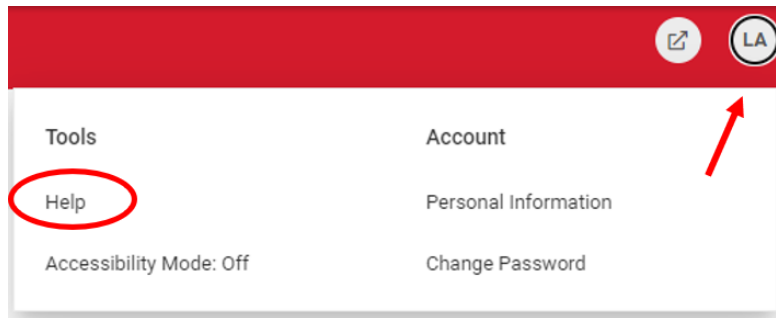 LA
Tools
Account
Help
Personal Information
Accessibility Mode: Off
Change Password